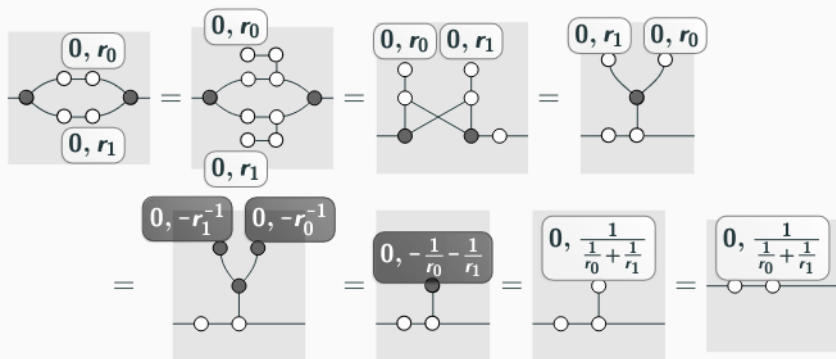 0, r₀
0, r₁
=
0, r₀
0, r₁
=
0, r₀ 0, r₁
=
0, r₁ 0, r₀
=
0, -r₁⁻¹ 0, -r₀⁻¹
=
0, -1/r₀ - 1/r₁
=
0, 1/(1/r₀ + 1/r₁)
=
0, 1/(1/r₀ + 1/r₁)